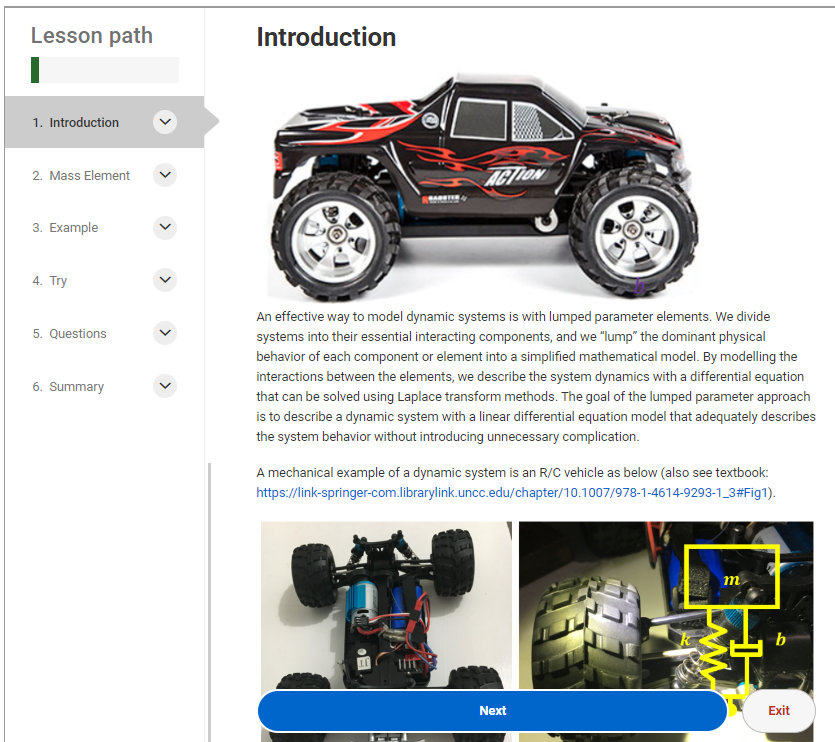 Lesson path
1. Introduction
2. Mass Element
3. Example
4. Try
5. Questions
6. Summary
Introduction
ACTION
An effective way to model dynamic systems is with lumped parameter elements. We divide
systems into their essential interacting components, and we “lump” the dominant physical
behavior of each component or element into a simplified mathematical model. By modelling the
interactions between the elements, we describe the system dynamics with a differential equation
that can be solved using Laplace transform methods. The goal of the lumped parameter approach
is to describe a dynamic system with a linear differential equation model that adequately describes
the system behavior without introducing unnecessary complication.
A mechanical example of a dynamic system is an R/C vehicle as below (also see textbook:
https://link-springer-com.librarylink.uncc.edu/chapter/10.1007/978-1-4614-9293-1_3#Fig1).
m
k
b
Next
Exit